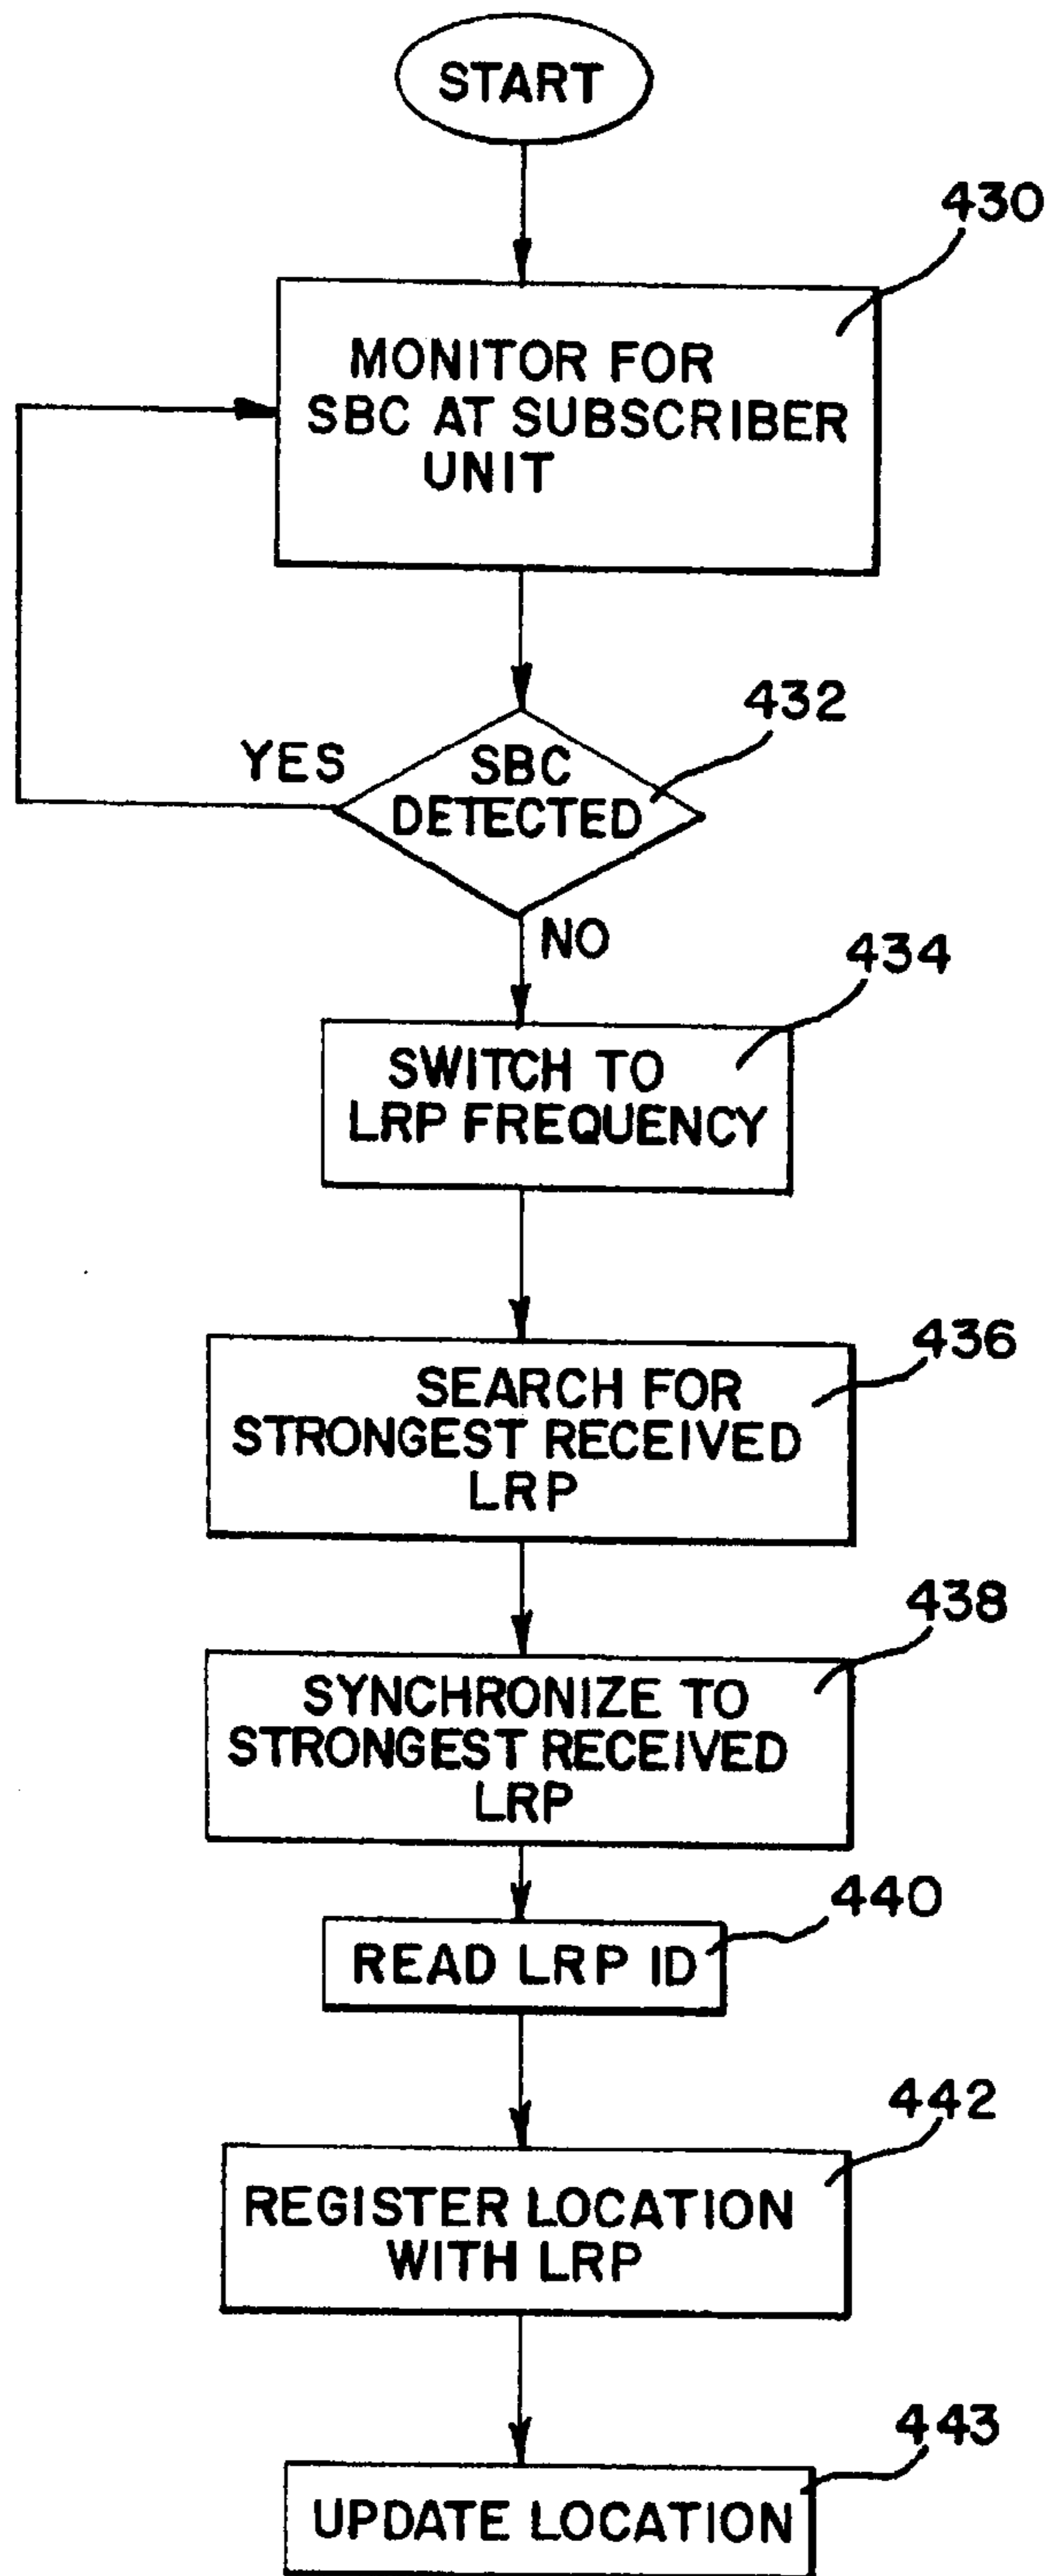 START
430
MONITOR FOR
SBC AT SUBSCRIBER
UNIT
432
YES
SBC
DETECTED
NO
434
SWITCH TO
LRP FREQUENCY
436
SEARCH FOR
STRONGEST RECEIVED
LRP
438
SYNCHRONIZE TO
STRONGEST RECEIVED
LRP
440
READ LRP ID
442
REGISTER LOCATION
WITH LRP
443
UPDATE LOCATION